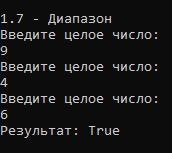 1.7 - Диапазон
Введите целое число:
9
Введите целое число:
4
Введите целое число:
6
Результат: True